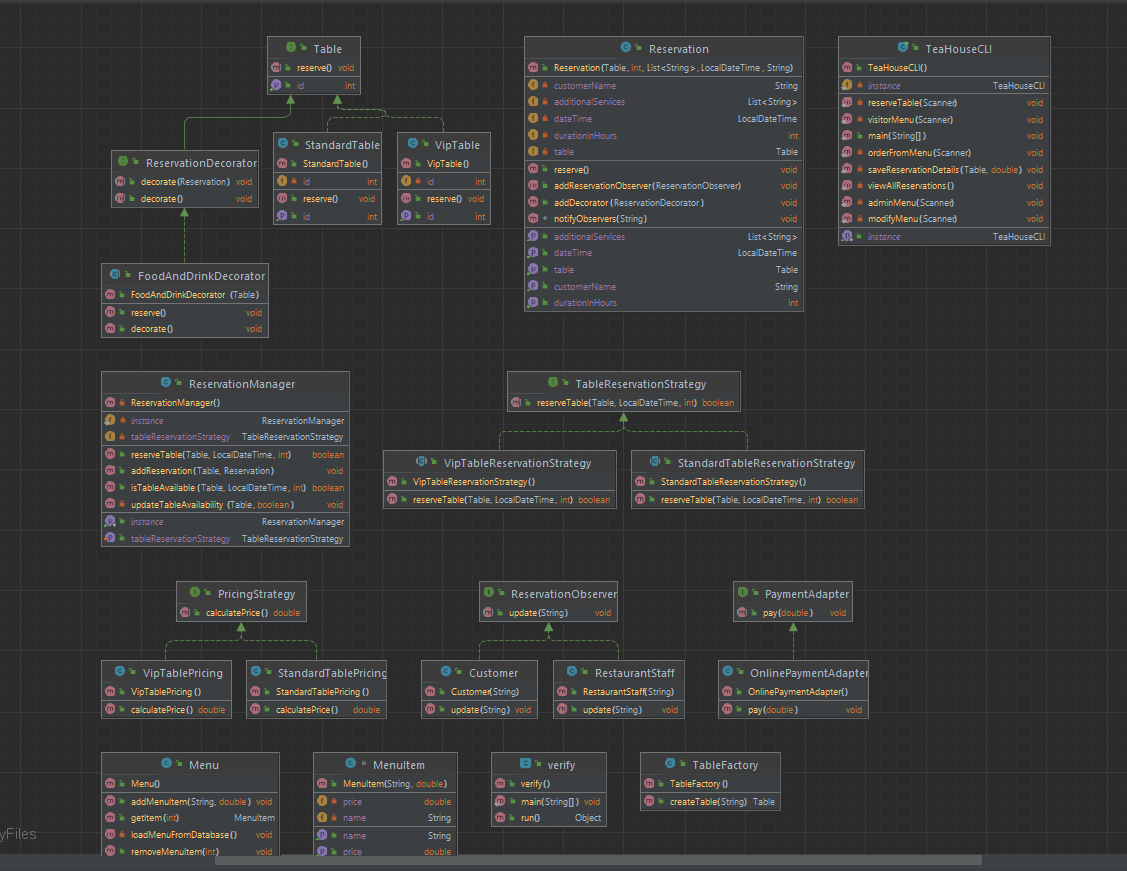 Table
reserve() void
id int
ReservationDecorator
decorate(Reservation) void
decorate() void
StandardTable
StandardTable()
id int
reserve() void
id int
VipTable
VipTable()
id int
reserve() void
id int
FoodAndDrinkDecorator
FoodAndDrinkDecorator (Table)
reserve() void
decorate() void
Reservation
Reservation(Table, int, List<String>, LocalDateTime, String)
customerName String
additionalServices List<String>
dateTime LocalDateTime
durationInHours int
table Table
reserve() void
addReservationObserver(ReservationObserver) void
addDecorator(ReservationDecorator) void
notifyObservers(String) void
additionalServices List<String>
dateTime LocalDateTime
table Table
customerName String
durationInHours int
TeaHouseCLI
TeaHouseCLI()
instance TeaHouseCLI
reserveTable(Scanner) void
visitorMenu(Scanner) void
main(String[]) void
orderFromMenu(Scanner) void
saveReservationDetails(Table, double) void
viewAllReservations() void
adminMenu(Scanner) void
modifyMenu(Scanner) void
instance TeaHouseCLI
ReservationManager
ReservationManager()
instance ReservationManager
tableReservationStrategy TableReservationStrategy
reserveTable(Table, LocalDateTime, int) boolean
addReservation(Table, Reservation) void
isTableAvailable (Table, LocalDateTime, int) boolean
updateTableAvailability (Table, boolean) void
instance ReservationManager
tableReservationStrategy TableReservationStrategy
TableReservationStrategy
reserveTable(Table, LocalDateTime, int) boolean
VipTableReservationStrategy
VipTableReservationStrategy()
reserveTable(Table, LocalDateTime, int) boolean
StandardTableReservationStrategy
StandardTableReservationStrategy()
reserveTable(Table, LocalDateTime, int) boolean
PricingStrategy
calculatePrice() double
VipTablePricing
VipTablePricing ()
calculatePrice() double
StandardTablePricing
StandardTablePricing ()
calculatePrice() double
ReservationObserver
update(String) void
Customer
Customer(String)
update(String) void
RestaurantStaff
RestaurantStaff(String)
update(String) void
PaymentAdapter
pay(double) void
OnlinePaymentAdapter
OnlinePaymentAdapter()
pay(double) void
Menu
Menu()
addMenuItem(String, double) void
getItem(int) MenuItem
loadMenuFromDatabase() void
removeMenuItem(int) void
MenuItem
MenuItem(String, double)
price double
name String
name String
price double
verify
verify()
main(String[]) void
run() Object
TableFactory
TableFactory()
createTable(String) Table
yFiles